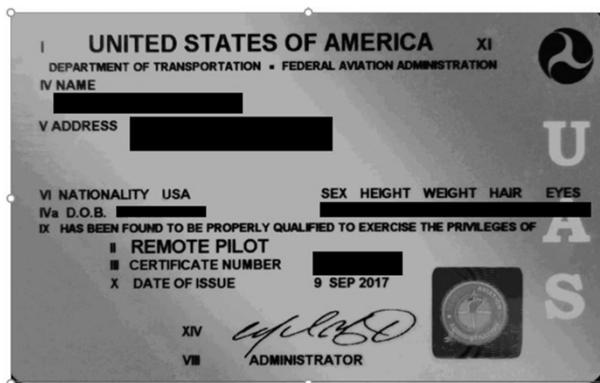 I UNITED STATES OF AMERICA XI
DEPARTMENT OF TRANSPORTATION • FEDERAL AVIATION ADMINISTRATION
IV NAME
V ADDRESS
VI NATIONALITY USA SEX HEIGHT WEIGHT HAIR EYES
IVa D.O.B.
IX HAS BEEN FOUND TO BE PROPERLY QUALIFIED TO EXERCISE THE PRIVILEGES OF
II REMOTE PILOT
III CERTIFICATE NUMBER
X DATE OF ISSUE 9 SEP 2017
XIV
VIII ADMINISTRATOR
UAS